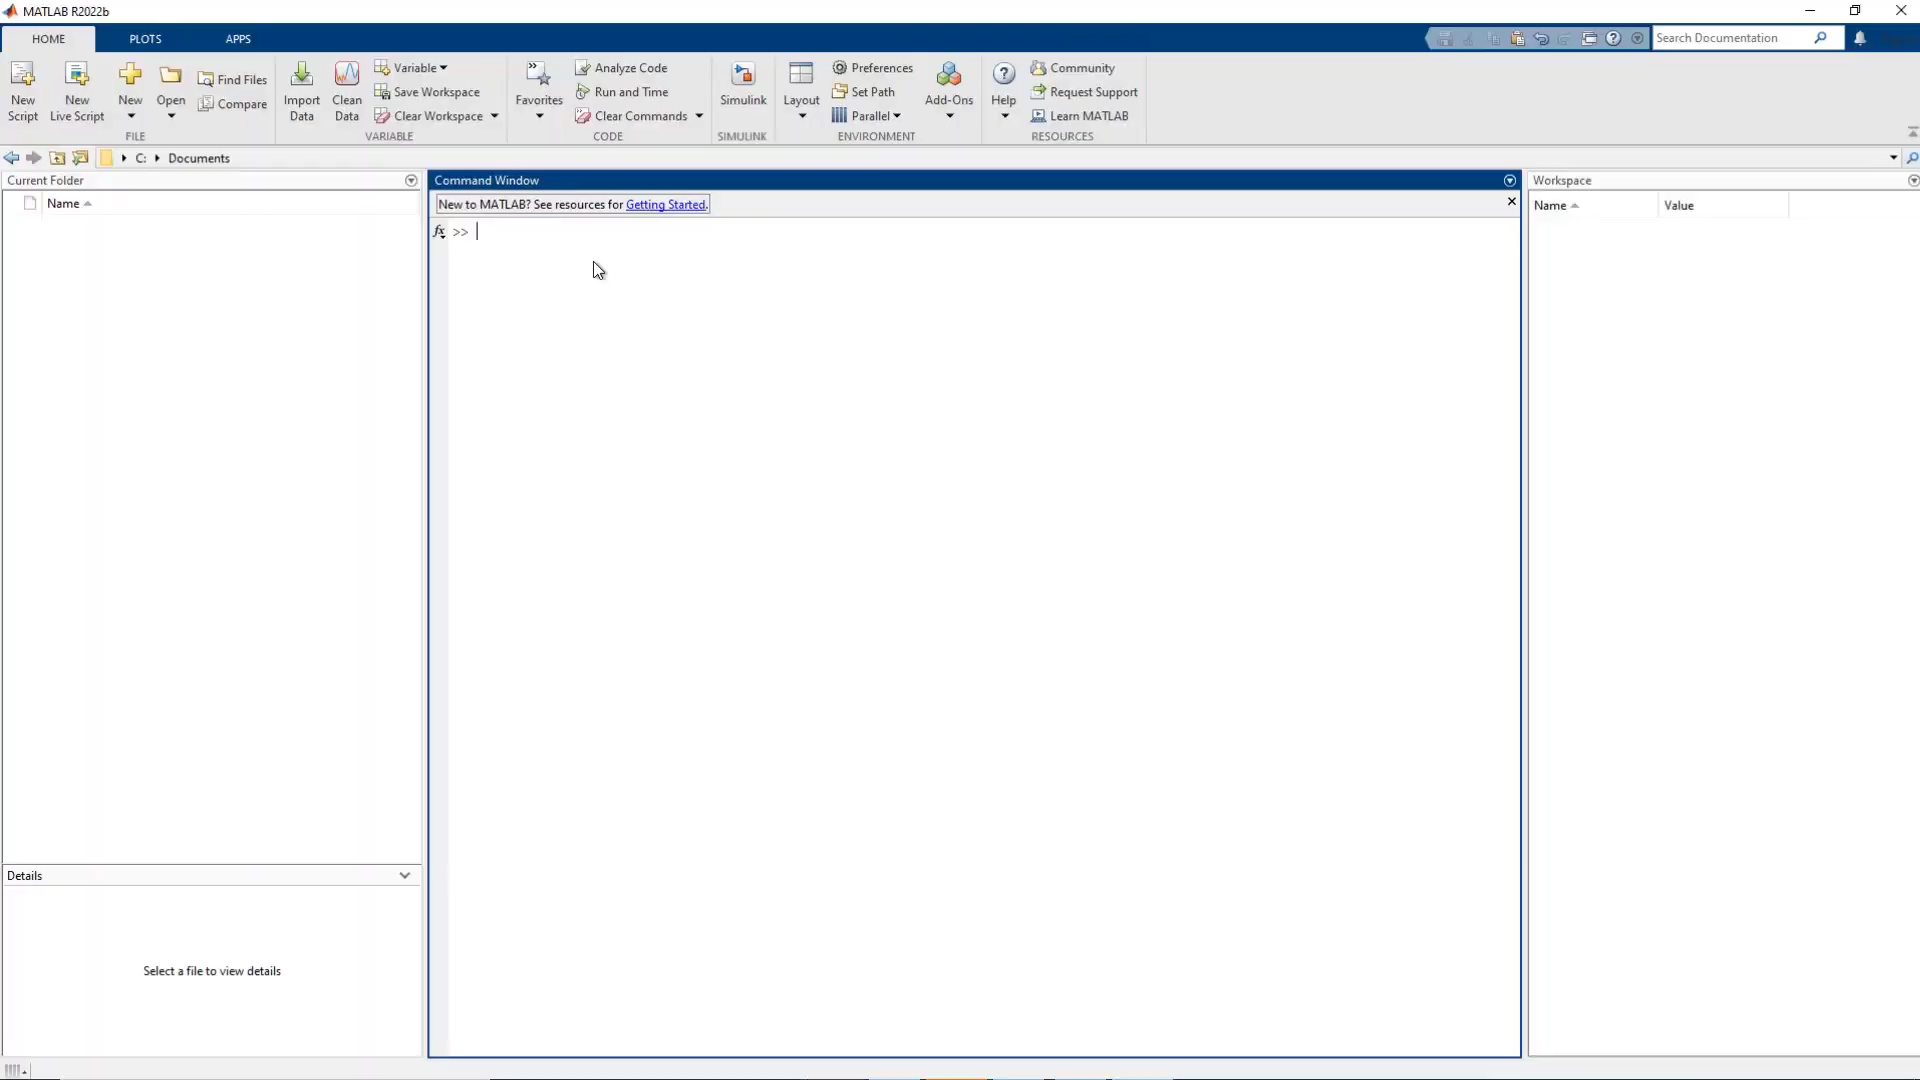 MATLAB R2022b
HOME PLOTS APPS
Search Documentation
New Script
New Live Script
New
Open
Find Files
Compare
FILE
Import Data
Clean Data
Variable
Save Workspace
Clear Workspace
VARIABLE
Favorites
Analyze Code
Run and Time
Clear Commands
CODE
Simulink
SIMULINK
Layout
Preferences
Set Path
Parallel
Add-Ons
ENVIRONMENT
Help
Community
Request Support
Learn MATLAB
RESOURCES
C: Documents
Current Folder
Name
Details
Select a file to view details
Command Window
New to MATLAB? See resources for Getting Started.
fx >>
Workspace
Name Value